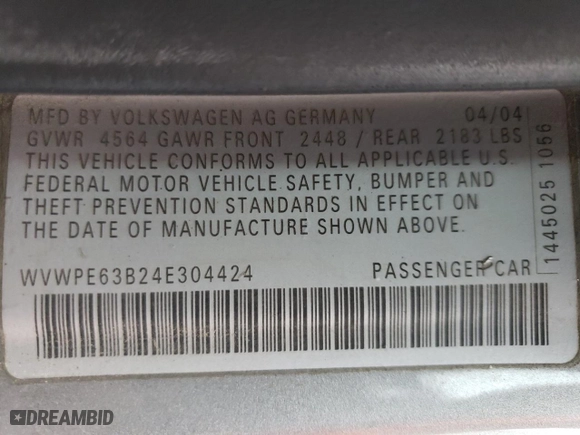 MFD BY VOLKSWAGEN AG GERMANY 04/04
GVWR 4564 GAWR FRONT 2448 / REAR 2183 LBS
THIS VEHICLE CONFORMS TO ALL APPLICABLE U.S.
FEDERAL MOTOR VEHICLE SAFETY, BUMPER AND
THEFT PREVENTION STANDARDS IN EFFECT ON
THE DATE OF MANUFACTURE SHOWN ABOVE.
WVWPE63B24E304424 PASSENGER CAR
1445025 1056
DREAMBID